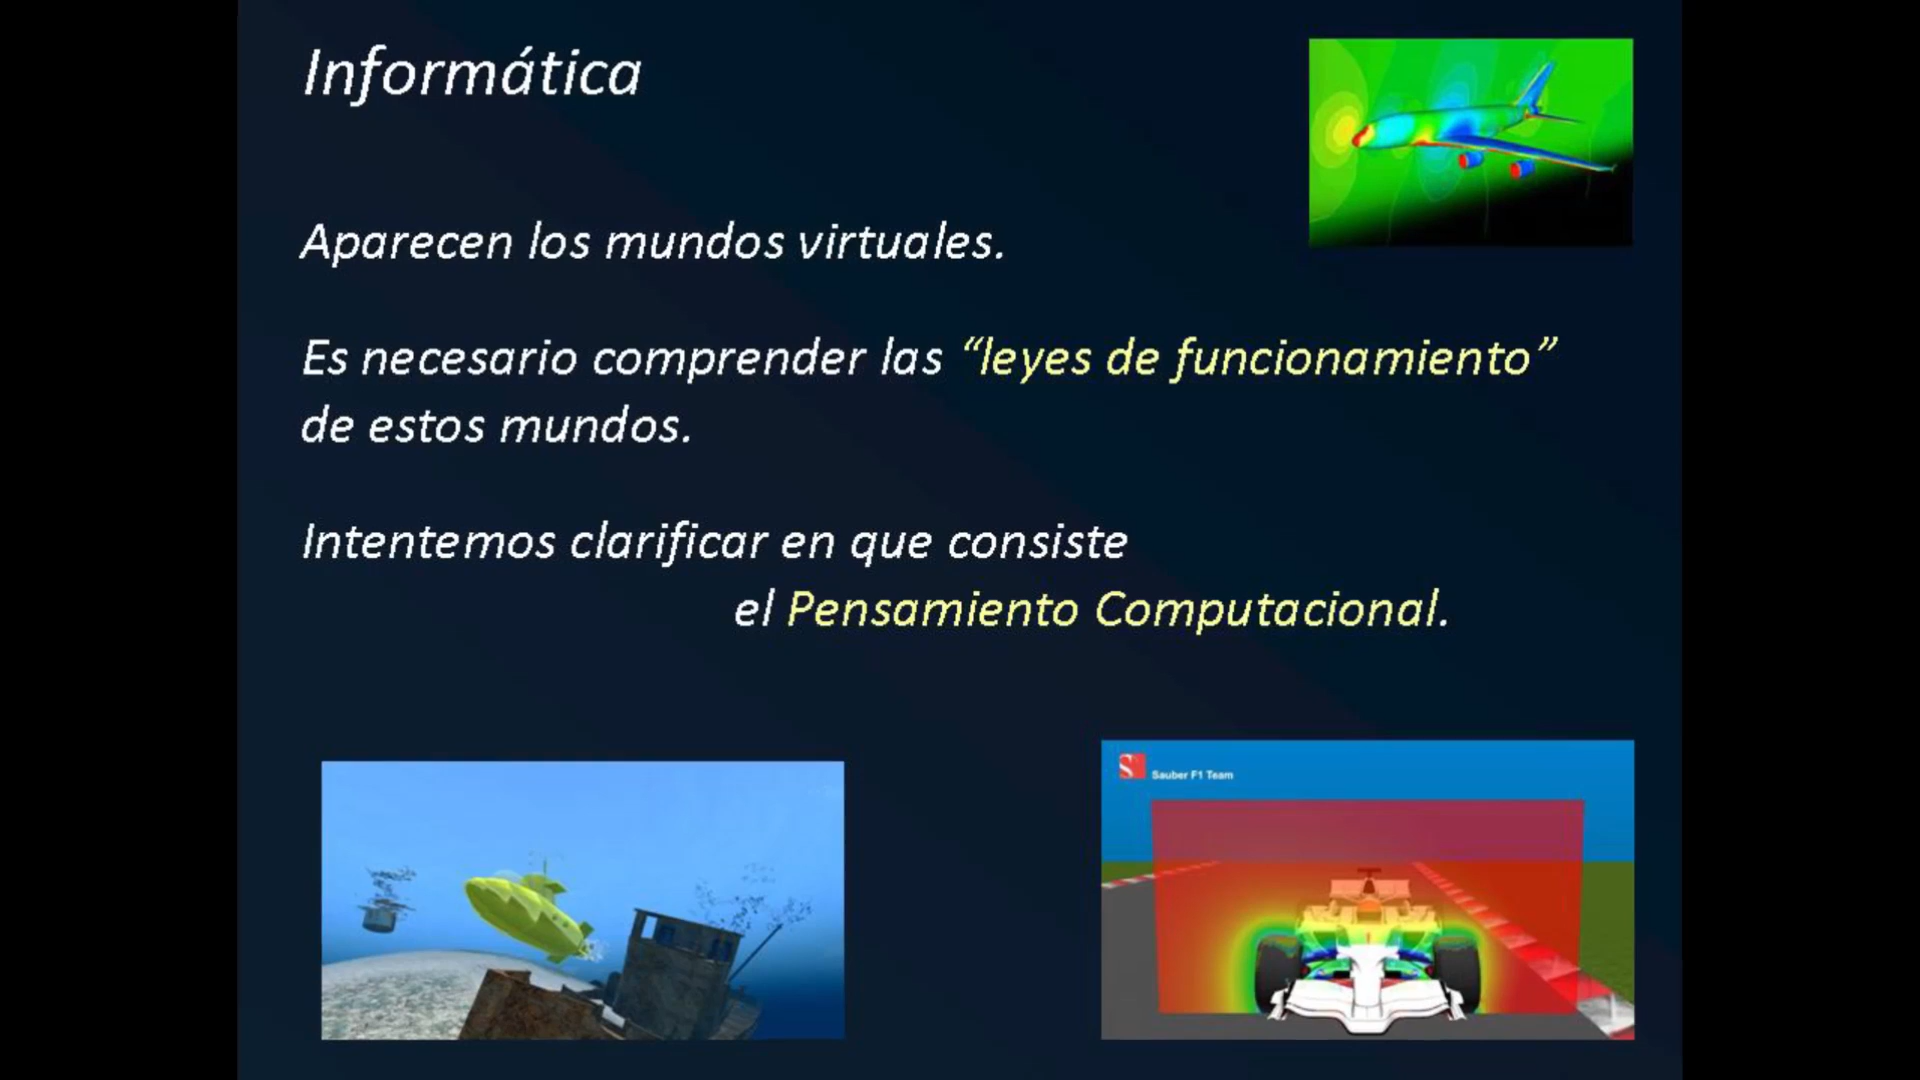 Informática
Aparecen los mundos virtuales.
Es necesario comprender las “leyes de funcionamiento”
de estos mundos.
Intentemos clarificar en que consiste
el Pensamiento Computacional.
S
Sauber F1 Team